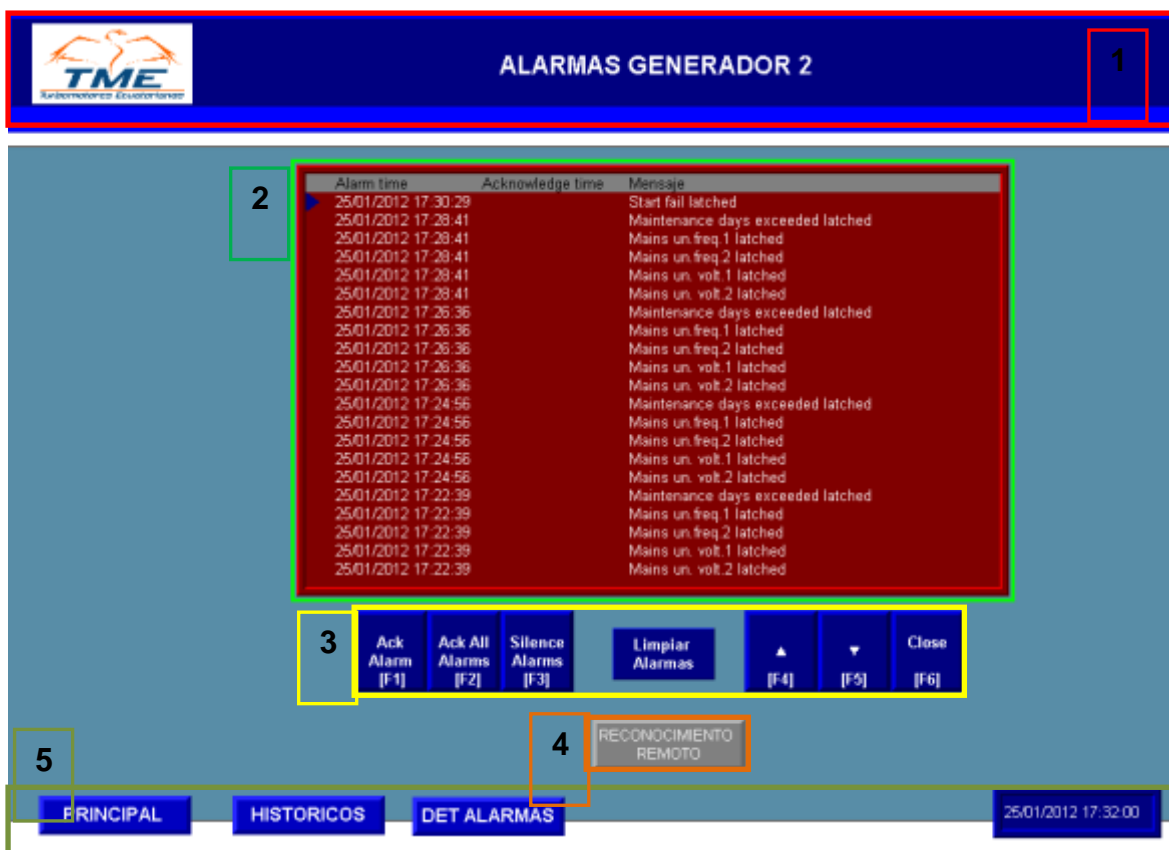 TME
Turbomotores Ecuatorianos
ALARMAS GENERADOR 2
1
2
Alarm time Acknowledge time Mensaje
25/01/2012 17:30:29 Start fail latched
25/01/2012 17:28:41 Maintenance days exceeded latched
25/01/2012 17:28:41 Mains un.freq.1 latched
25/01/2012 17:28:41 Mains un.freq.2 latched
25/01/2012 17:28:41 Mains un. volt.1 latched
25/01/2012 17:28:41 Mains un. volt.2 latched
25/01/2012 17:26:36 Maintenance days exceeded latched
25/01/2012 17:26:36 Mains un.freq.1 latched
25/01/2012 17:26:36 Mains un.freq.2 latched
25/01/2012 17:26:36 Mains un. volt.1 latched
25/01/2012 17:26:36 Mains un. volt.2 latched
25/01/2012 17:24:56 Maintenance days exceeded latched
25/01/2012 17:24:56 Mains un.freq.1 latched
25/01/2012 17:24:56 Mains un.freq.2 latched
25/01/2012 17:24:56 Mains un. volt.1 latched
25/01/2012 17:24:56 Mains un. volt.2 latched
25/01/2012 17:22:39 Maintenance days exceeded latched
25/01/2012 17:22:39 Mains un.freq.1 latched
25/01/2012 17:22:39 Mains un.freq.2 latched
25/01/2012 17:22:39 Mains un. volt.1 latched
25/01/2012 17:22:39 Mains un. volt.2 latched
3
Ack Alarm [F1]
Ack All Alarms [F2]
Silence Alarms [F3]
Limpiar Alarmas
▲ [F4]
▼ [F5]
Close [F6]
4
RECONOCIMIENTO
REMOTO
5
PRINCIPAL HISTORICOS DET ALARMAS 25/01/2012 17:32:00